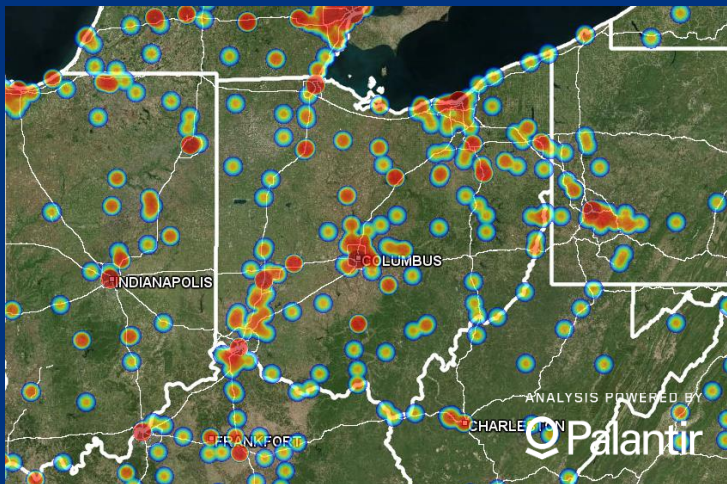 COLUMBUS
INDIANAPOLIS
ANALYSIS POWERED BY
CHARLESTON
Palantir
FRANKFORT